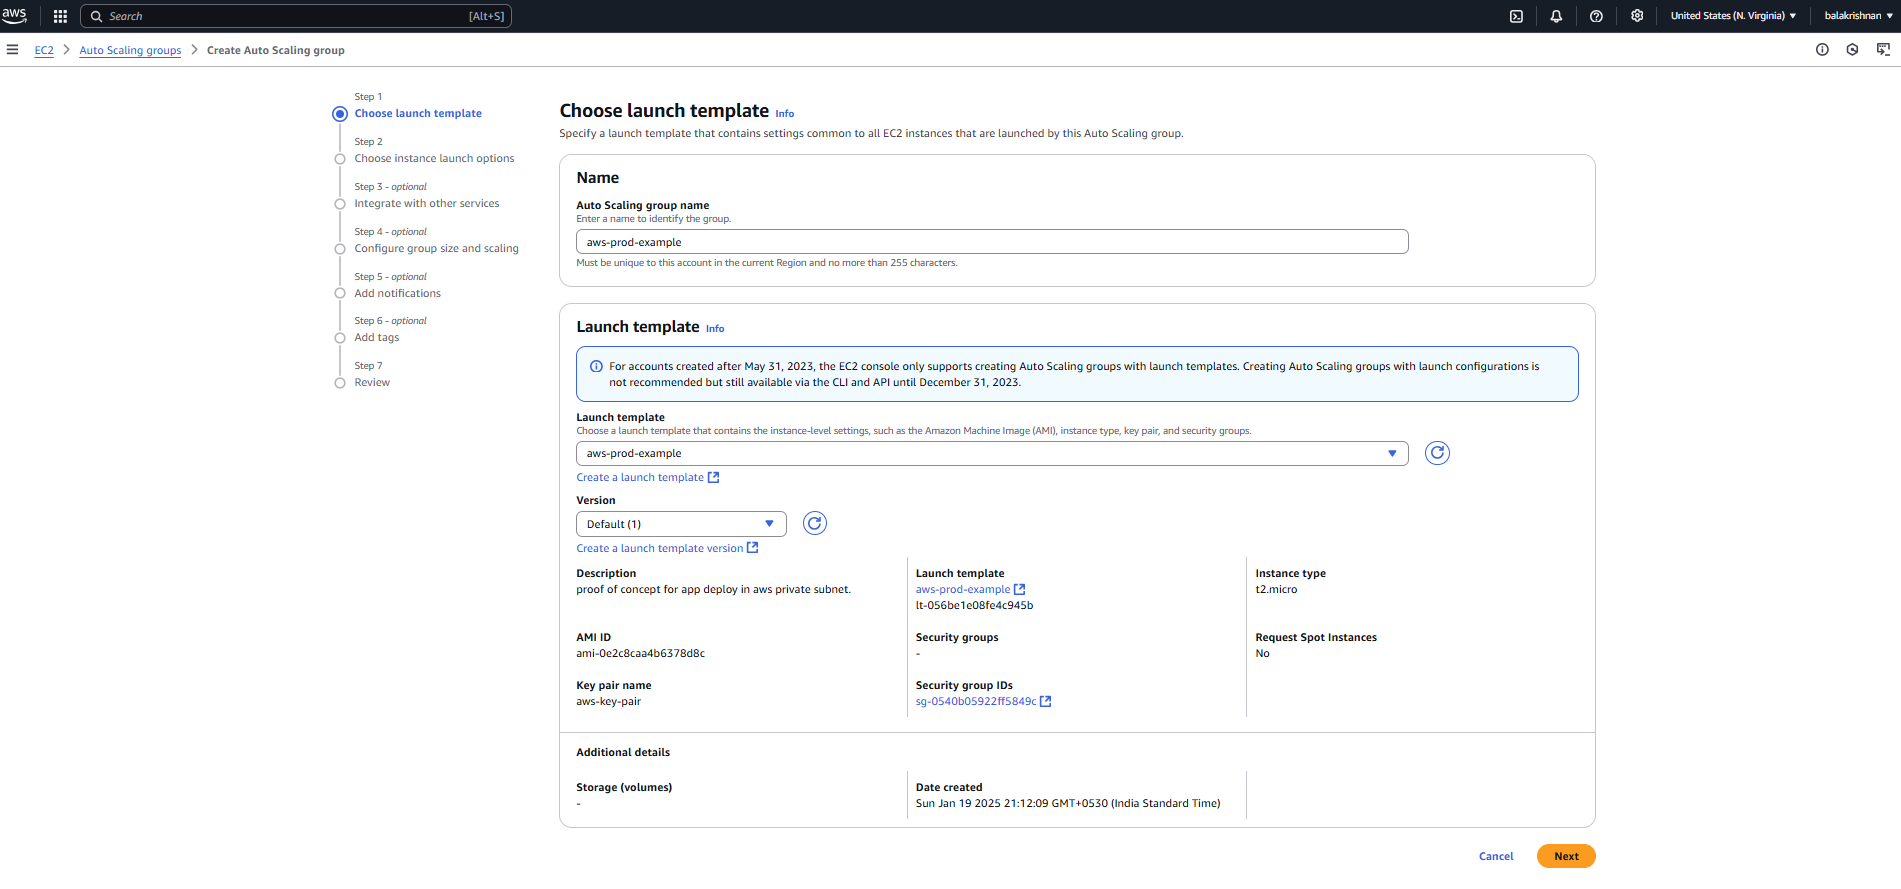 aws
Search [Alt+S]
United States (N. Virginia) ▼
balakrishnan ▼
EC2 > Auto Scaling groups > Create Auto Scaling group
Step 1
Choose launch template
Step 2
Choose instance launch options
Step 3 - optional
Integrate with other services
Step 4 - optional
Configure group size and scaling
Step 5 - optional
Add notifications
Step 6 - optional
Add tags
Step 7
Review
Choose launch template Info
Specify a launch template that contains settings common to all EC2 instances that are launched by this Auto Scaling group.
Name
Auto Scaling group name
Enter a name to identify the group.
aws-prod-example
Must be unique to this account in the current Region and no more than 255 characters.
Launch template Info
For accounts created after May 31, 2023, the EC2 console only supports creating Auto Scaling groups with launch templates. Creating Auto Scaling groups with launch configurations is
not recommended but still available via the CLI and API until December 31, 2023.
Launch template
Choose a launch template that contains the instance-level settings, such as the Amazon Machine Image (AMI), instance type, key pair, and security groups.
aws-prod-example
Create a launch template
Version
Default (1)
Create a launch template version
Description
proof of concept for app deploy in aws private subnet.
Launch template
aws-prod-example
lt-056be1e08fe4c945b
Instance type
t2.micro
AMI ID
ami-0e2c8caa4b6378d8c
Security groups
-
Request Spot Instances
No
Key pair name
aws-key-pair
Security group IDs
sg-0540b05922ff5849c
Additional details
Storage (volumes)
-
Date created
Sun Jan 19 2025 21:12:09 GMT+0530 (India Standard Time)
Cancel
Next